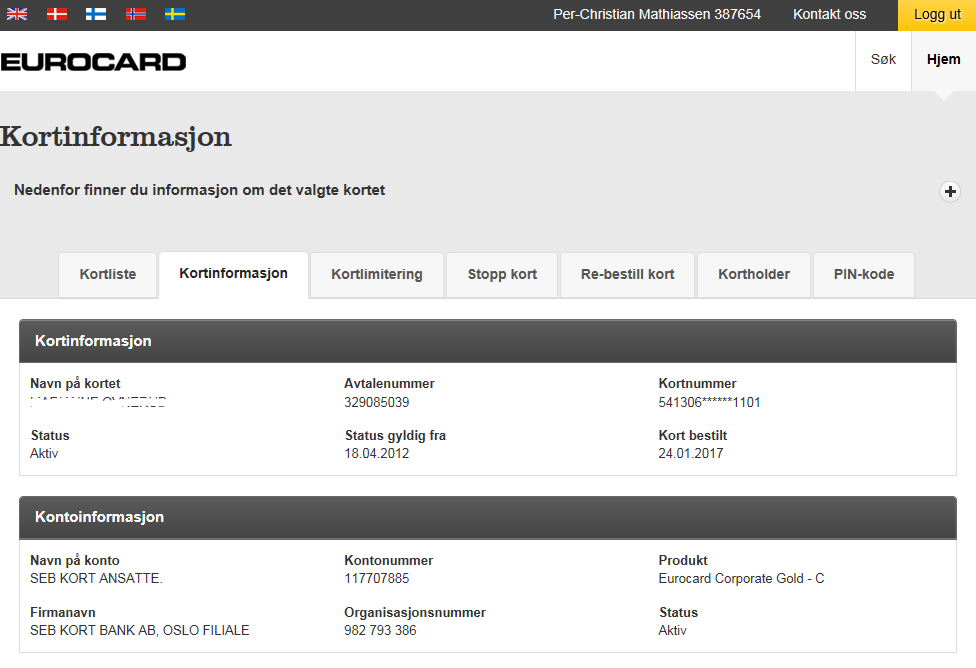 Per-Christian Mathiassen 387654 Kontakt oss Logg ut
EUROCARD Søk Hjem
Kortinformasjon
Nedenfor finner du informasjon om det valgte kortet
Kortliste Kortinformasjon Kortlimitering Stopp kort Re-bestill kort Kortholder PIN-kode
Kortinformasjon
Navn på kortet Avtalenummer Kortnummer
329085039 541306******1101
Status Status gyldig fra Kort bestilt
Aktiv 18.04.2012 24.01.2017
Kontoinformasjon
Navn på konto Kontonummer Produkt
SEB KORT ANSATTE. 117707885 Eurocard Corporate Gold - C
Firmanavn Organisasjonsnummer Status
SEB KORT BANK AB, OSLO FILIALE 982 793 386 Aktiv